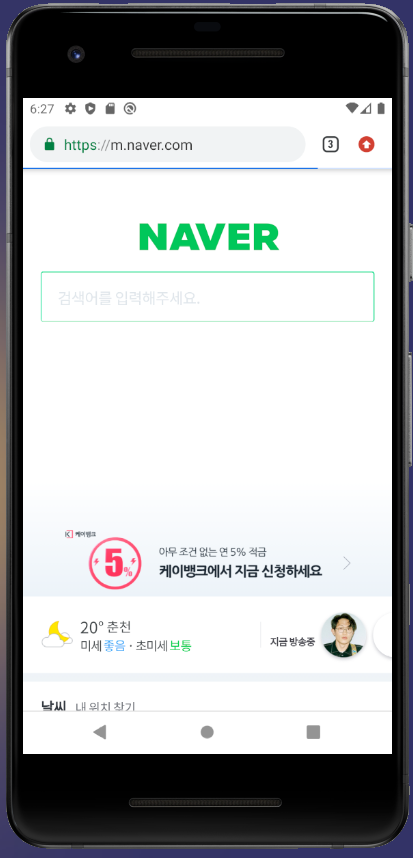 6:27
https://m.naver.com
3
NAVER
검색어를 입력해주세요.
케이뱅크
5%
아무 조건 없는 연 5% 적금
케이뱅크에서 지금 신청하세요
20° 춘천
미세 좋음 · 초미세 보통
지금 방송중
날씨 내 위치 찾기